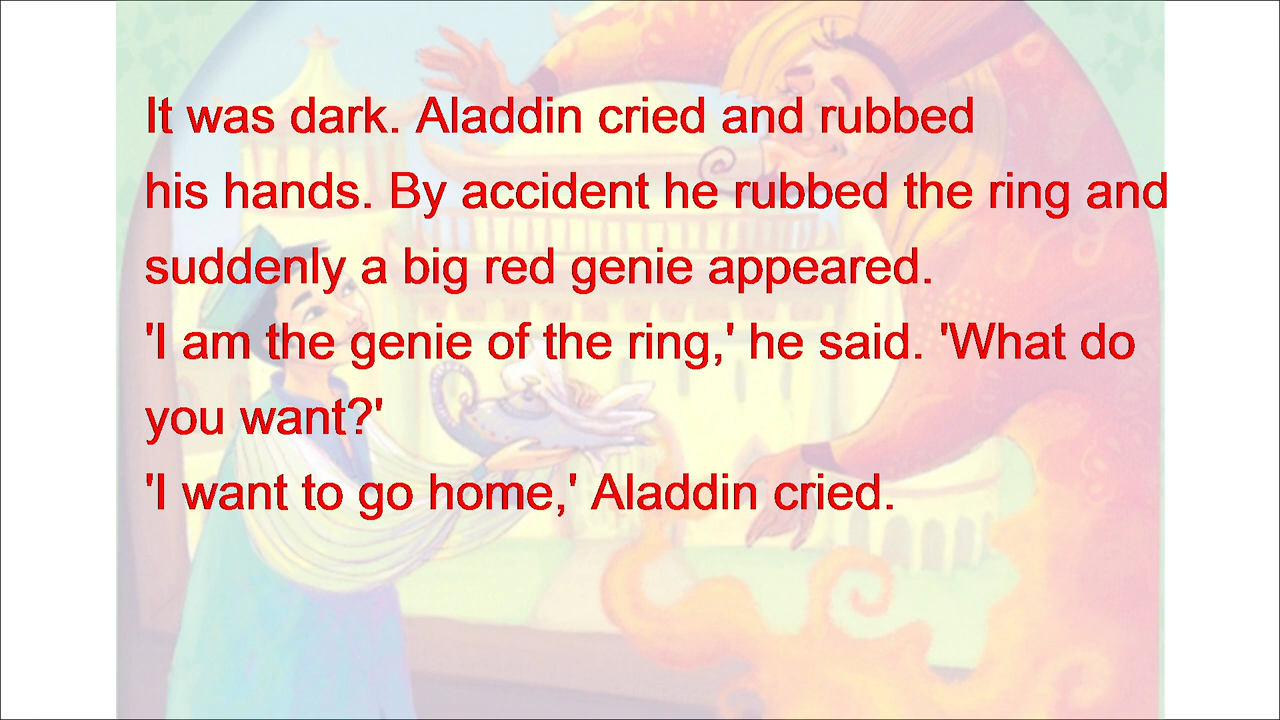 It was dark. Aladdin cried and rubbed
his hands. By accident he rubbed the ring and
suddenly a big red genie appeared.
'I am the genie of the ring,' he said. 'What do
you want?'
'I want to go home,' Aladdin cried.